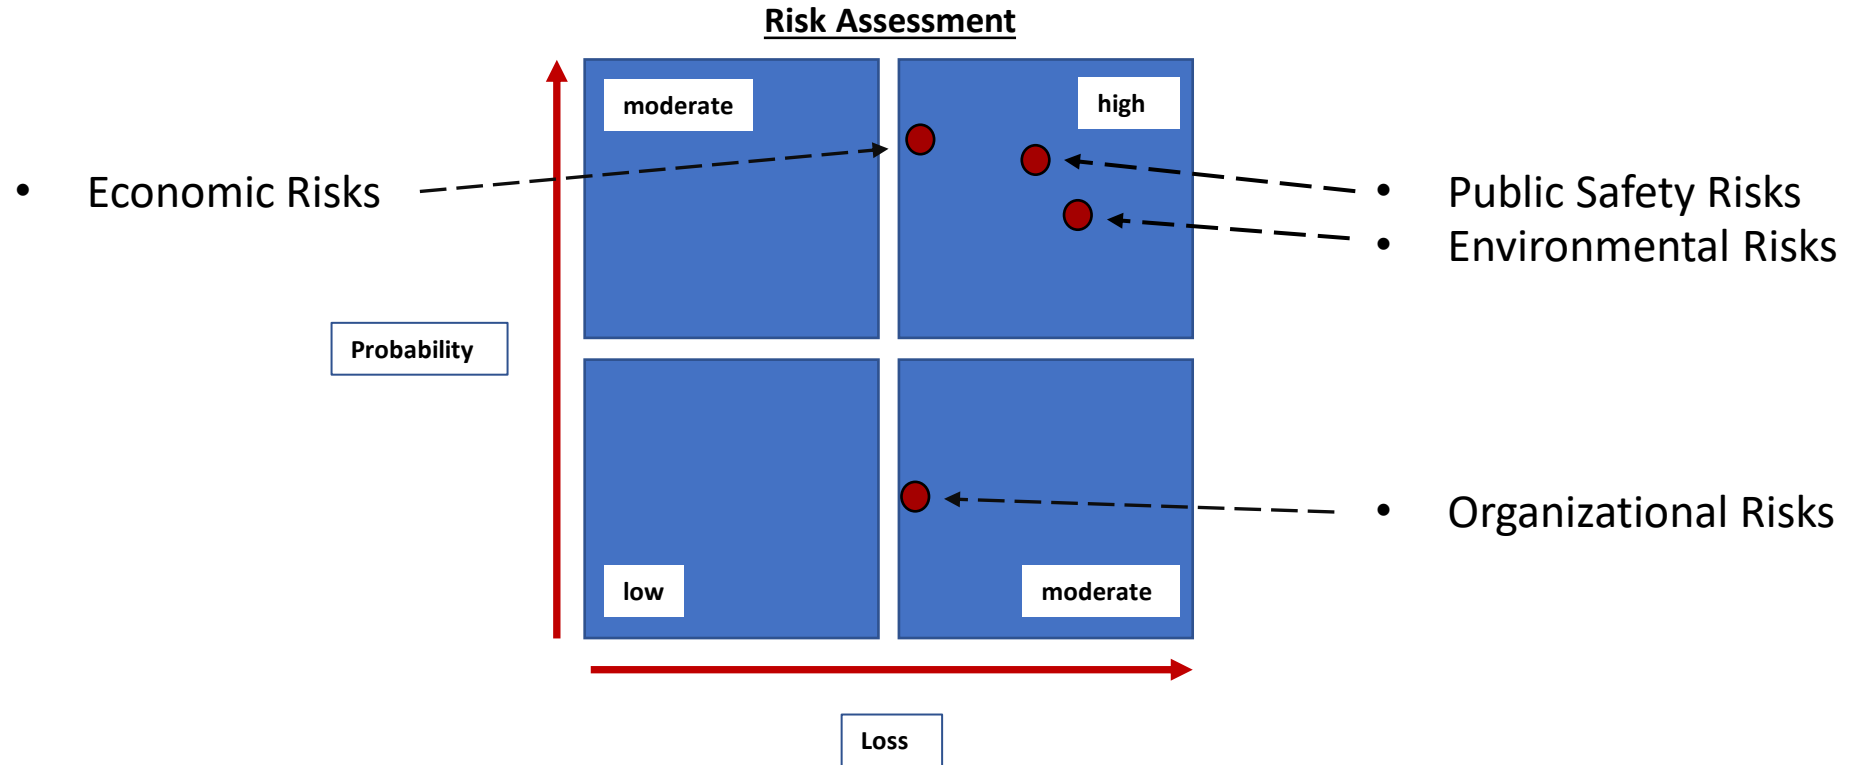 Risk Assessment
moderate
high
• Economic Risks
• Public Safety Risks
• Environmental Risks
Probability
• Organizational Risks
low
moderate
Loss